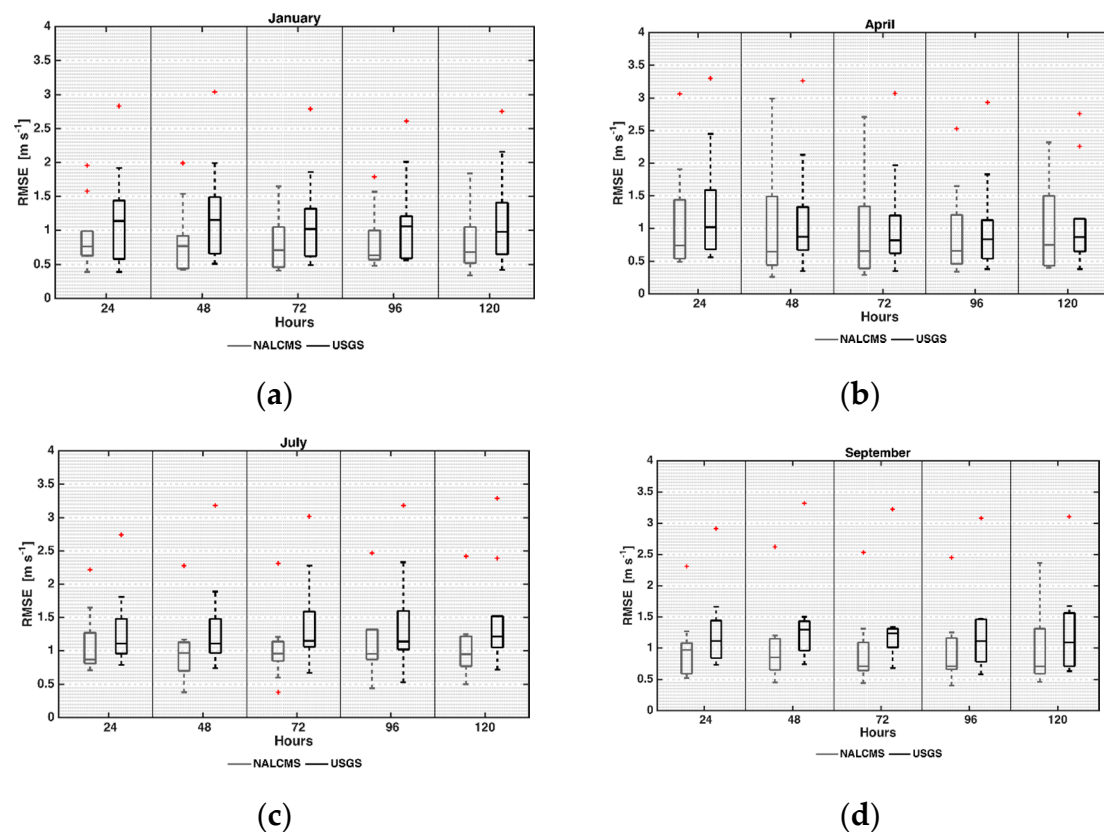 January
4
3.5
3
2.5
2
1.5
1
0.5
0
RMSE [m s⁻¹]
24 48 72 96 120
Hours
NALCMS USGS
(a)
April
4
3.5
3
2.5
2
1.5
1
0.5
0
RMSE [m s⁻¹]
24 48 72 96 120
Hours
NALCMS USGS
(b)
July
4
3.5
3
2.5
2
1.5
1
0.5
0
RMSE [m s⁻¹]
24 48 72 96 120
Hours
NALCMS USGS
(c)
September
4
3.5
3
2.5
2
1.5
1
0.5
0
RMSE [m s⁻¹]
24 48 72 96 120
Hours
NALCMS USGS
(d)